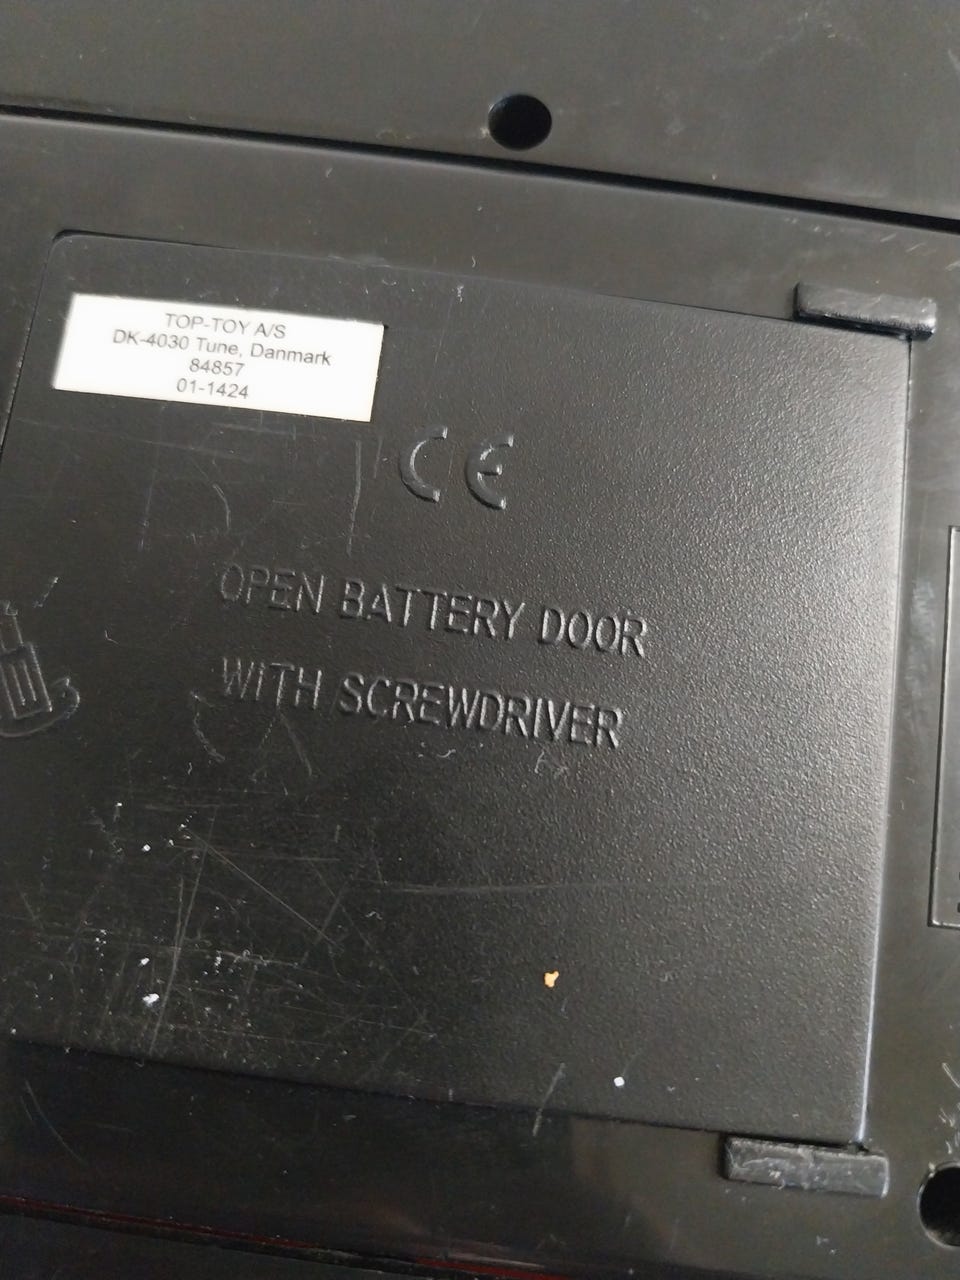 TOP-TOY A/S
DK-4030 Tune, Danmark
84857
01-1424
CE
OPEN BATTERY DOOR
WITH SCREWDRIVER